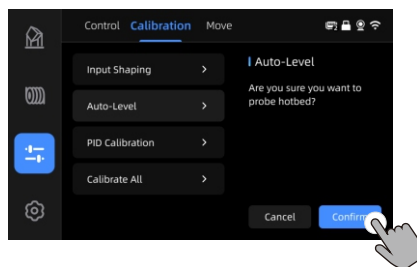 Control Calibration Move
Input Shaping
Auto-Level
PID Calibration
Calibrate All
Auto-Level
Are you sure you want to
probe hotbed?
Cancel Confirm